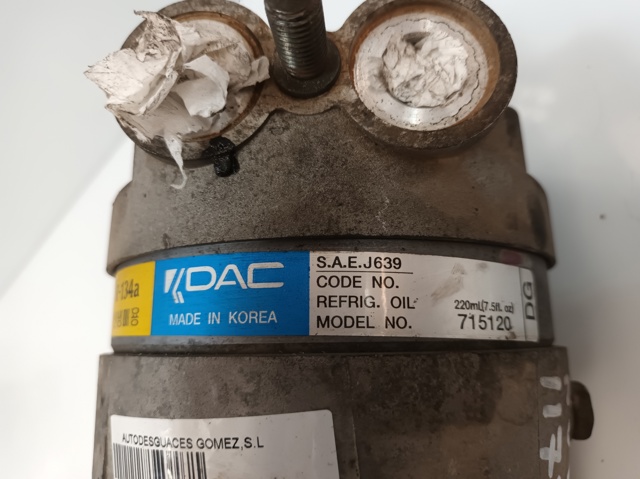 -134a
DAC
MADE IN KOREA
S.A.E.J639
CODE NO.
REFRIG. OIL 220mL(7.5fl. oz)
MODEL NO. 715120
DG
AUTODESGUACES GOMEZ,S.L